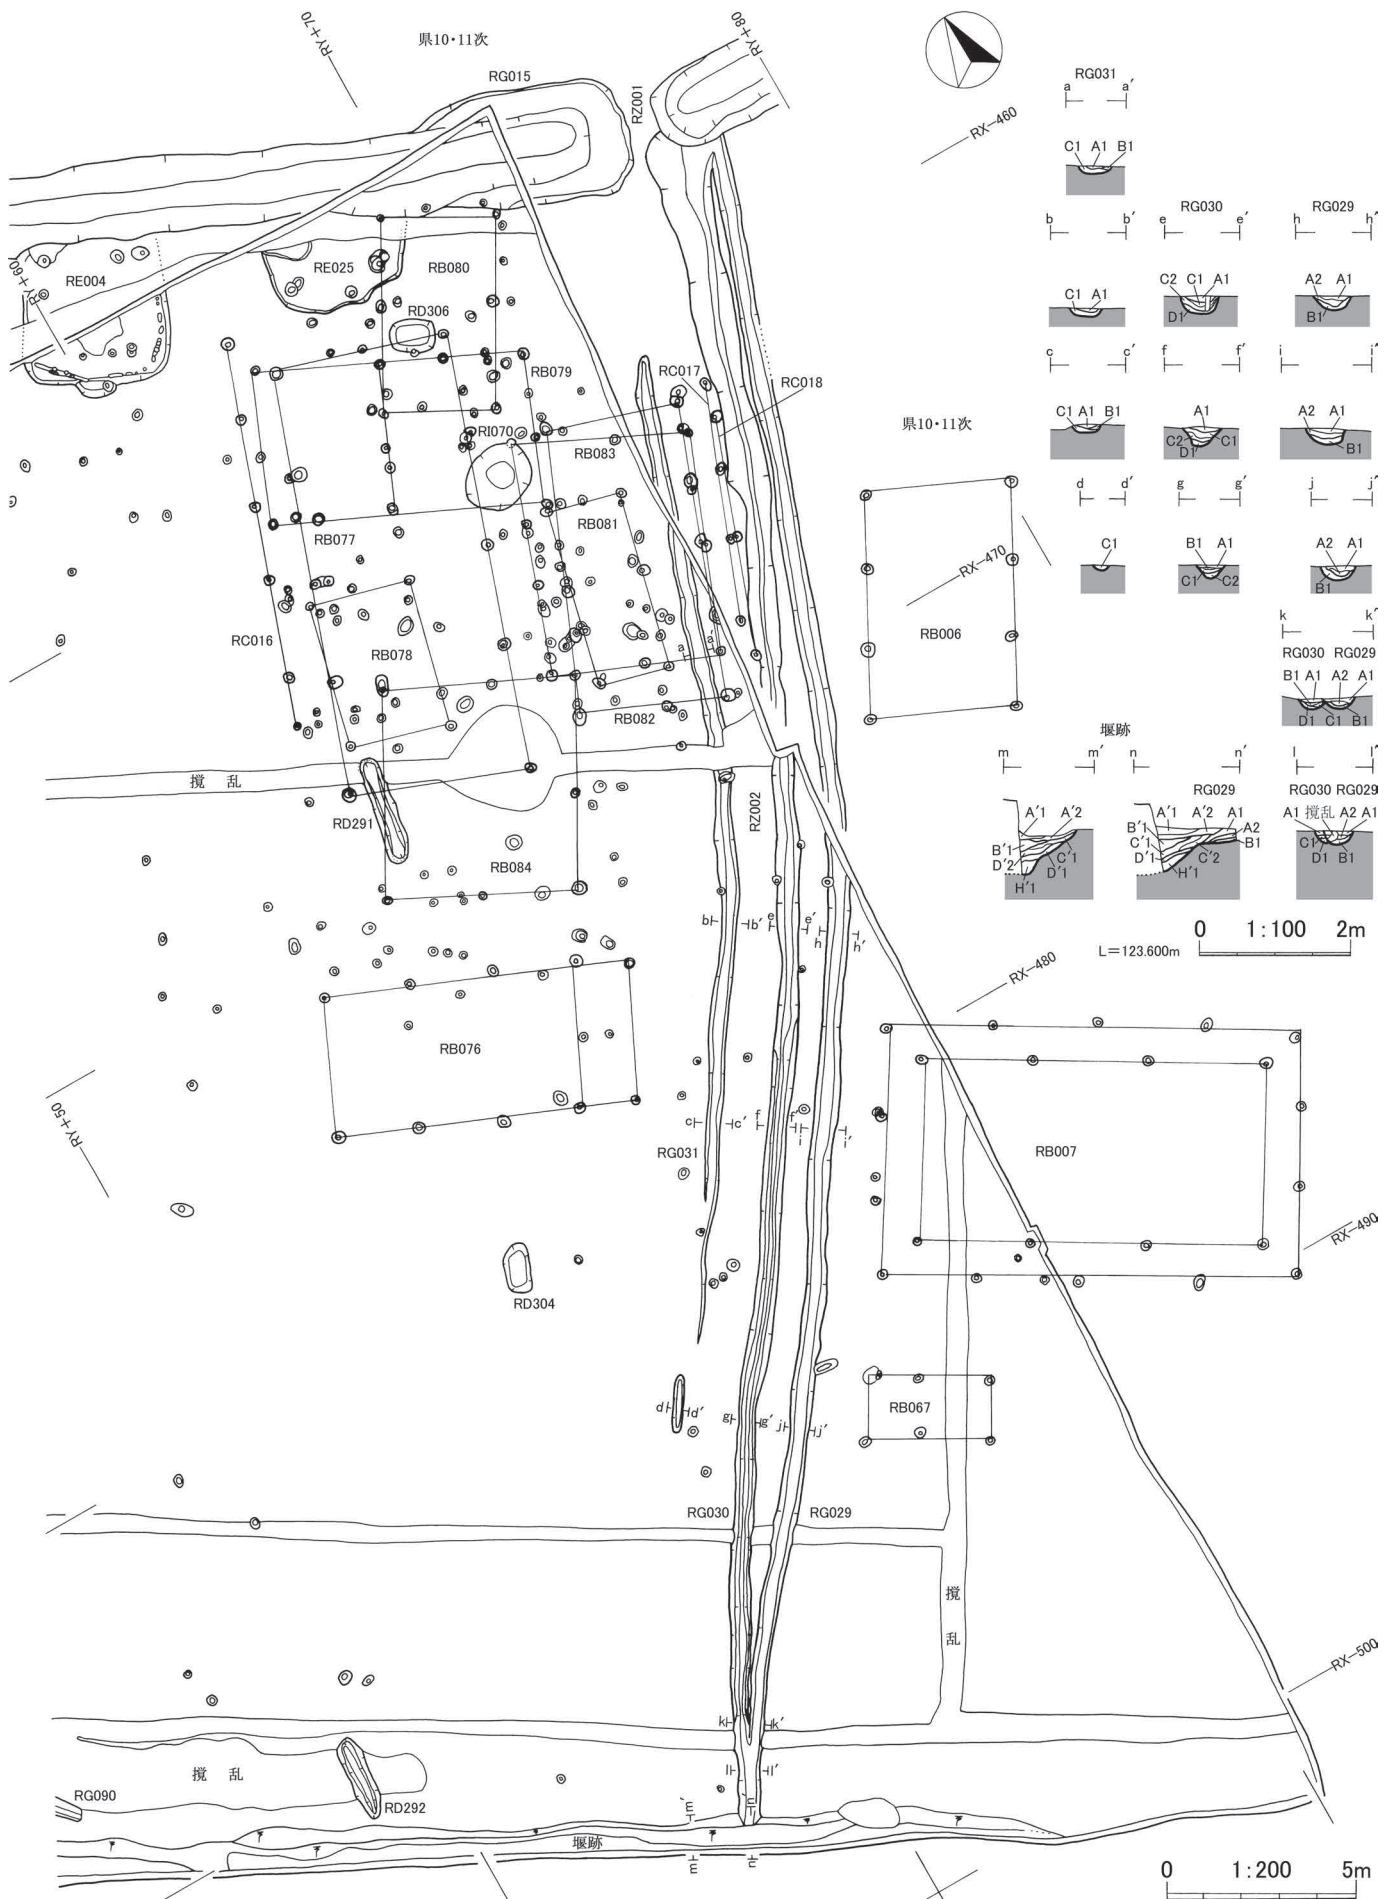 RY+70
県10・11次
RY+80
RG015
RZ001
RX-460
RG031
a a′
C1 A1 B1
RG030 RG029
b b′ e e′ h h′
RY+60
RE004
RE025
RB080
C2 C1 A1 A2 A1
C1 A1
D1 B1
RD306
c c′ f f′ i i′
RB079
RC017
RC018
県10・11次
C1 A1 B1 A1 A2 A1
C2 C1
D1 B1
RI070
RB083
d d′ g g′ j j′
RB081
RB077
RX-470
C1 B1 A1 A2 A1
C1 C2 B1
RC016
RB006
k k′
RB078
a a′
RG030 RG029
B1 A1 A2 A1
D1 C1 B1
RB082
堰跡
m m′ n n′ l l′
撹乱
RG029 RG030 RG029
RZ002
A′1 A′2 A′1 A′2 A1 A1 撹乱 A2 A1
B′1 B′1 A2
C′1 C′1 B1 C1
D′2 D′1 D′1 C′2 D1 B1
H′1 H′1
RD291
RB084
b b′ e e′ h h′
0 1:100 2m
L=123.600m
RX-480
RB076
RY+50
c c′ f f′ i i′
RG031
RB007
RX-490
RD304
d d′ g g′ j j′
RB067
RG030 RG029
撹乱
RX-500
k k′
撹乱
l l′
RG090
RD292
m′ n′
堰跡
m n
0 1:200 5m